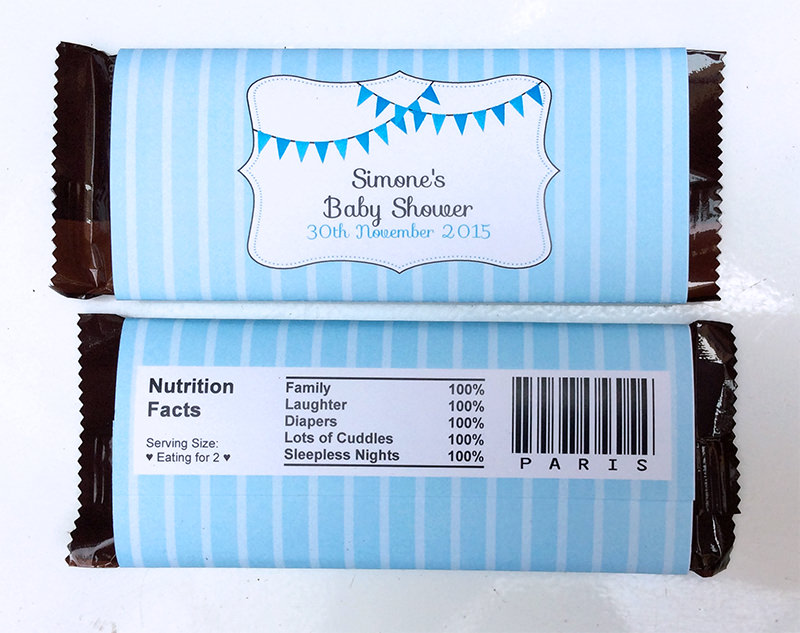 Simone's
Baby Shower
30th November 2015
Nutrition
Facts
Serving Size:
♥ Eating for 2 ♥
Family 100%
Laughter 100%
Diapers 100%
Lots of Cuddles 100%
Sleepless Nights 100%
PARIS